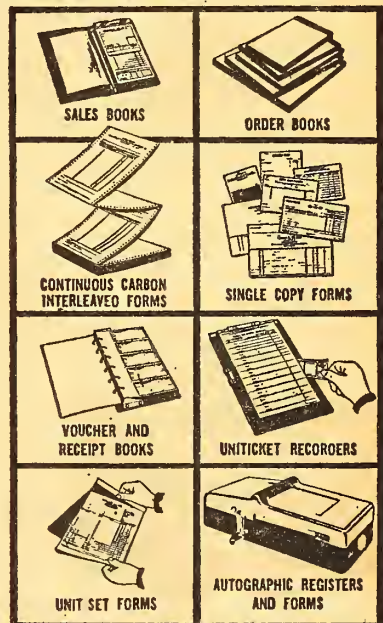 SALES BOOKS
ORDER BOOKS
CONTINUOUS CARBON
INTERLEAVED FORMS
SINGLE COPY FORMS
VOUCHER AND
RECEIPT BOOKS
UNITICKET RECORDERS
UNIT SET FORMS
AUTOGRAPHIC REGISTERS
AND FORMS